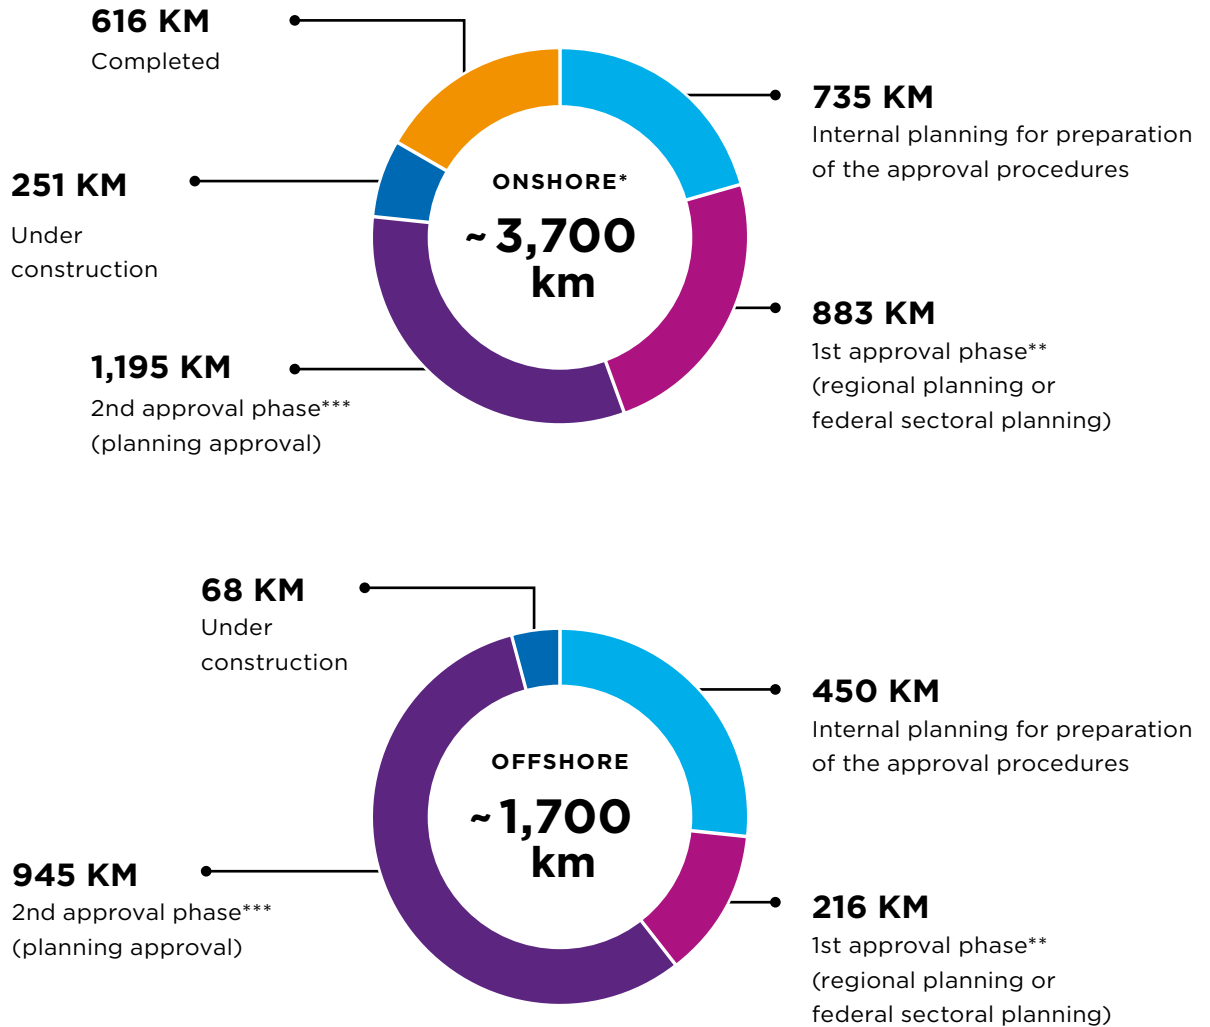 616 KM
Completed
735 KM
Internal planning for preparation
of the approval procedures
251 KM
Under
construction
ONSHORE*
~ 3,700
km
883 KM
1st approval phase**
(regional planning or
federal sectoral planning)
1,195 KM
2nd approval phase***
(planning approval)
68 KM
Under
construction
450 KM
Internal planning for preparation
of the approval procedures
OFFSHORE
~ 1,700
km
945 KM
2nd approval phase***
(planning approval)
216 KM
1st approval phase**
(regional planning or
federal sectoral planning)